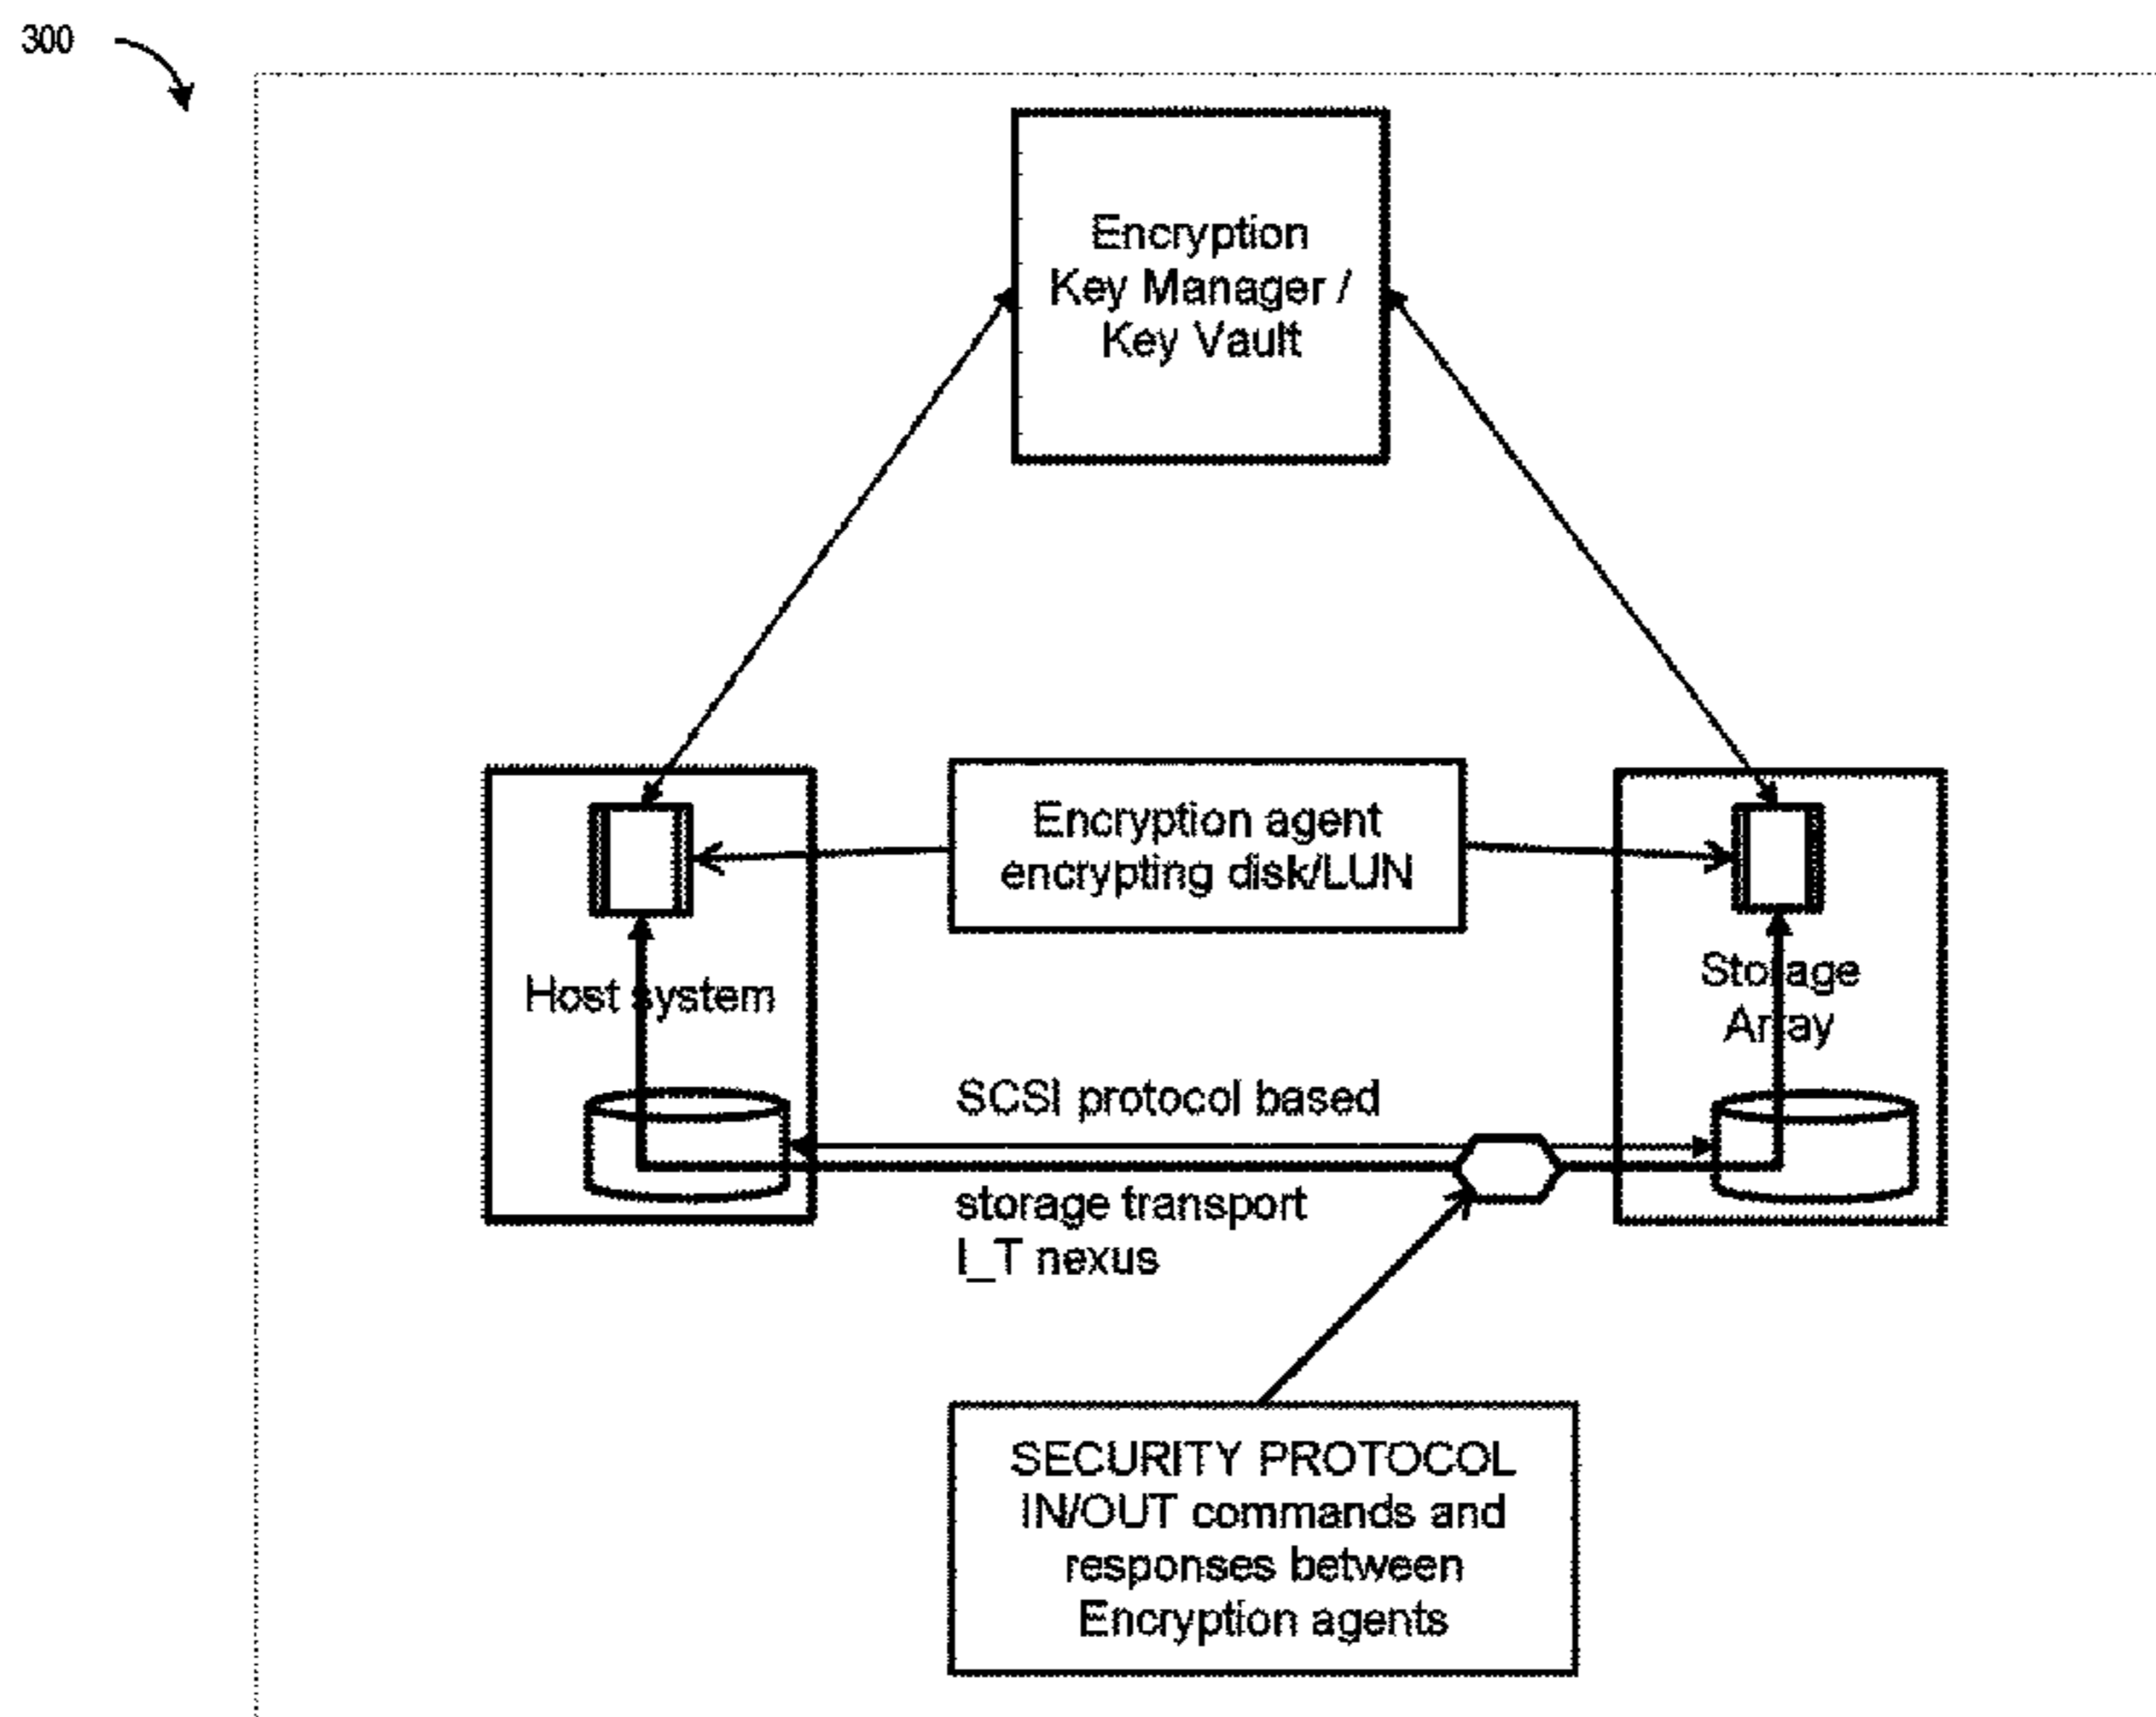 300
Encryption
Key Manager /
Key Vault
Encryption agent
encrypting disk/LUN
Host system
Storage
Array
SCSI protocol based
storage transport
I_T nexus
SECURITY PROTOCOL
IN/OUT commands and
responses between
Encryption agents